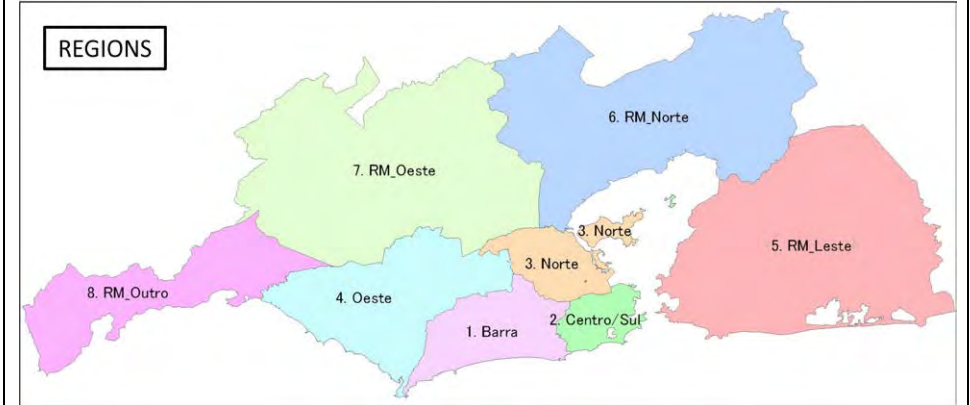 REGIONS
6. RM_Norte
7. RM_Oeste
3. Norte
5. RM_Leste
3. Norte
8. RM_Outro
4. Oeste
2. Centro/Sul
1. Barra